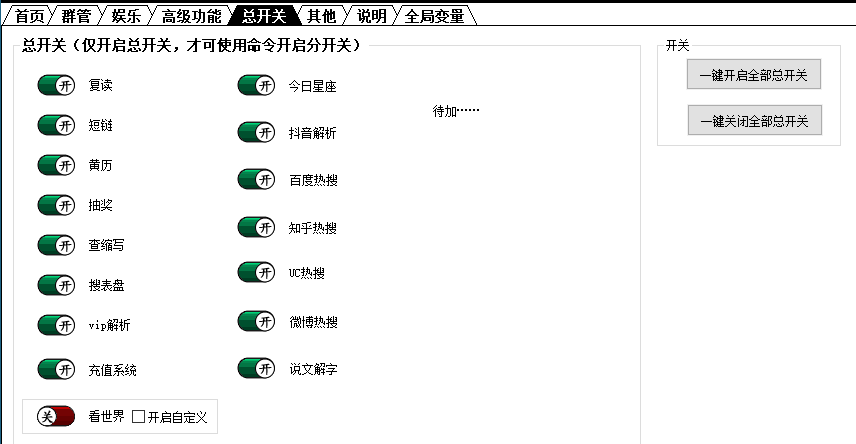 首页 群管 娱乐 高级功能 总开关 其他 说明 全局变量
总开关（仅开启总开关，才可使用命令开启分开关）
开 复读
开 短链
开 黄历
开 抽奖
开 查缩写
开 搜表盘
开 vip解析
开 充值系统
关 看世界 开启自定义
开 今日星座
开 抖音解析
开 百度热搜
开 知乎热搜
开 UC热搜
开 微博热搜
开 说文解字
待加……
开关
一键开启全部总开关
一键关闭全部总开关